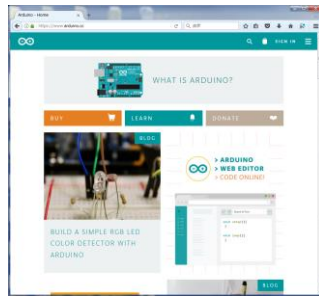 Arduino - Home
https://www.arduino.cc
SIGN IN
WHAT IS ARDUINO?
BUY
LEARN
DONATE
BLOG
> ARDUINO
> WEB EDITOR
> CODE ONLINE!
BUILD A SIMPLE RGB LED
COLOR DETECTOR WITH
ARDUINO
BLOG